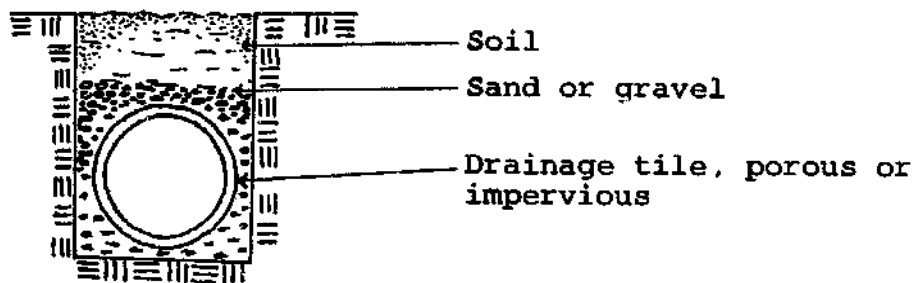 Soil
Sand or gravel
Drainage tile, porous or
impervious